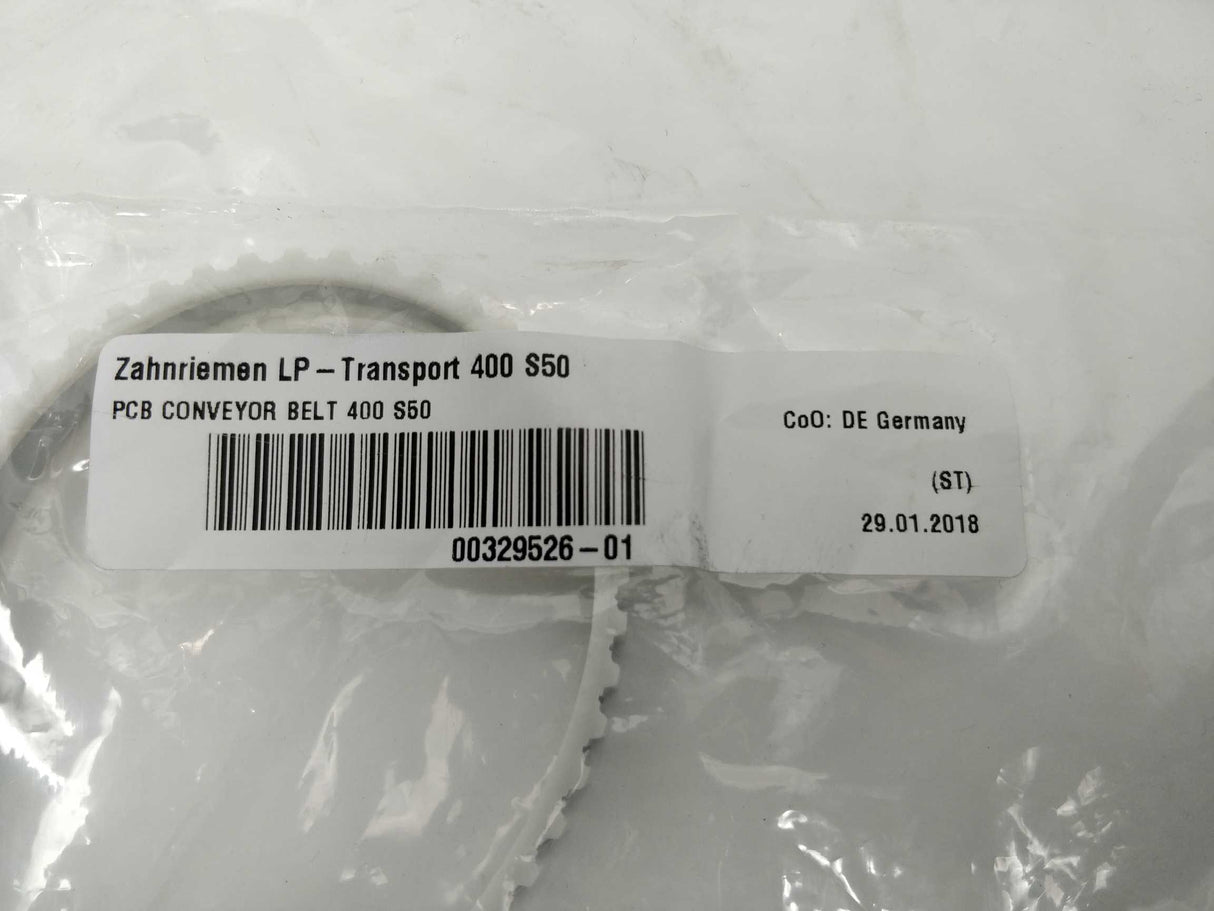 Zahnriemen LP-Transport 400 S50
PCB CONVEYOR BELT 400 S50
00329526-01
CoO: DE Germany
(ST)
29.01.2018